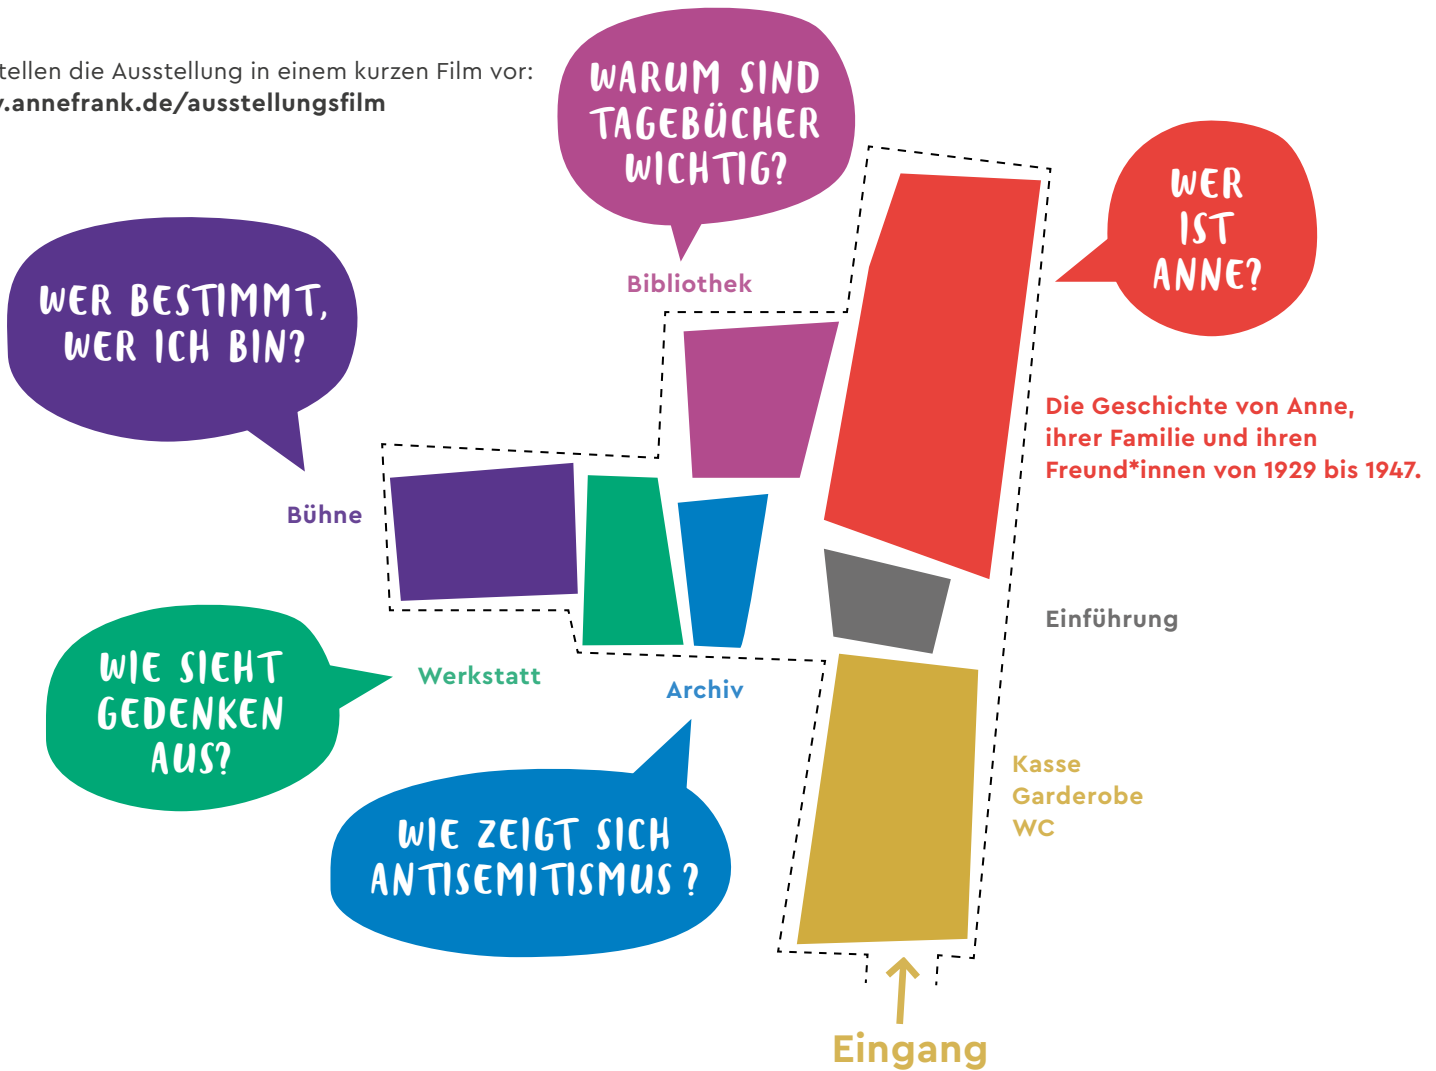 tellen die Ausstellung in einem kurzen Film vor:
.annefrank.de/ausstellungsfilm
WARUM SIND
TAGEBÜCHER
WICHTIG?
Bibliothek
WER
IST
ANNE?
WER BESTIMMT,
WER ICH BIN?
Bühne
Die Geschichte von Anne,
ihrer Familie und ihren
Freund*innen von 1929 bis 1947.
Einführung
WIE SIEHT
GEDENKEN
AUS?
Werkstatt
Archiv
WIE ZEIGT SICH
ANTISEMITISMUS ?
Kasse
Garderobe
WC
Eingang